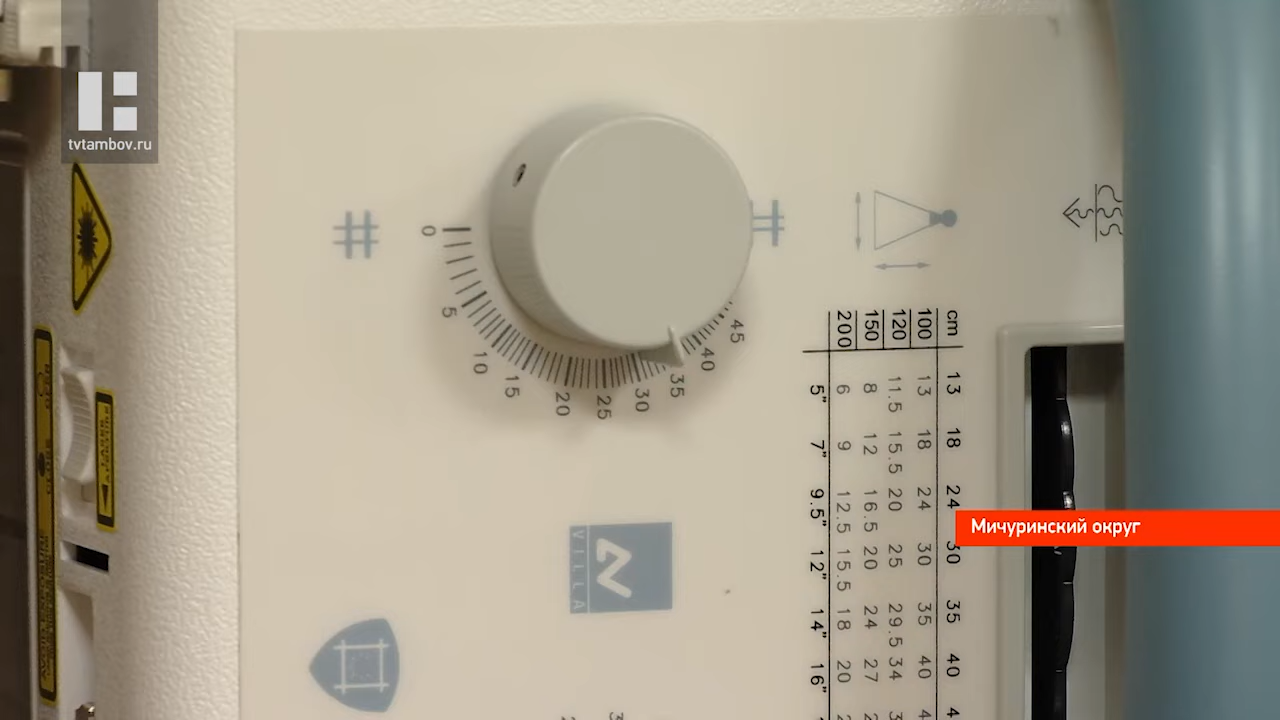 tvtambov.ru
0
5
10
15
20
25
30
35
40
45
VILLA
cm 13 18 24 30 35 40
100 13 18 24 30 35 40
120 11.5 15.5 20 25 29.5 34
150 8 12 16.5 20 24 27
200 6 9 12.5 15.5 18 20
5" 7" 9.5" 12" 14" 16"
LASER
Мичуринский округ